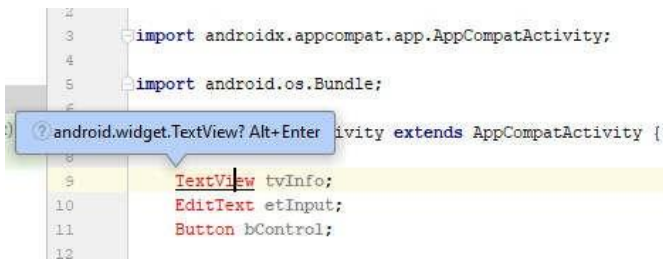 2
3 import androidx.appcompat.app.AppCompatActivity;
4
5 import android.os.Bundle;
6
android.widget.TextView? Alt+Enter ivity extends AppCompatActivity {
8
9 TextView tvInfo;
10 EditText etInput;
11 Button bControl;
12